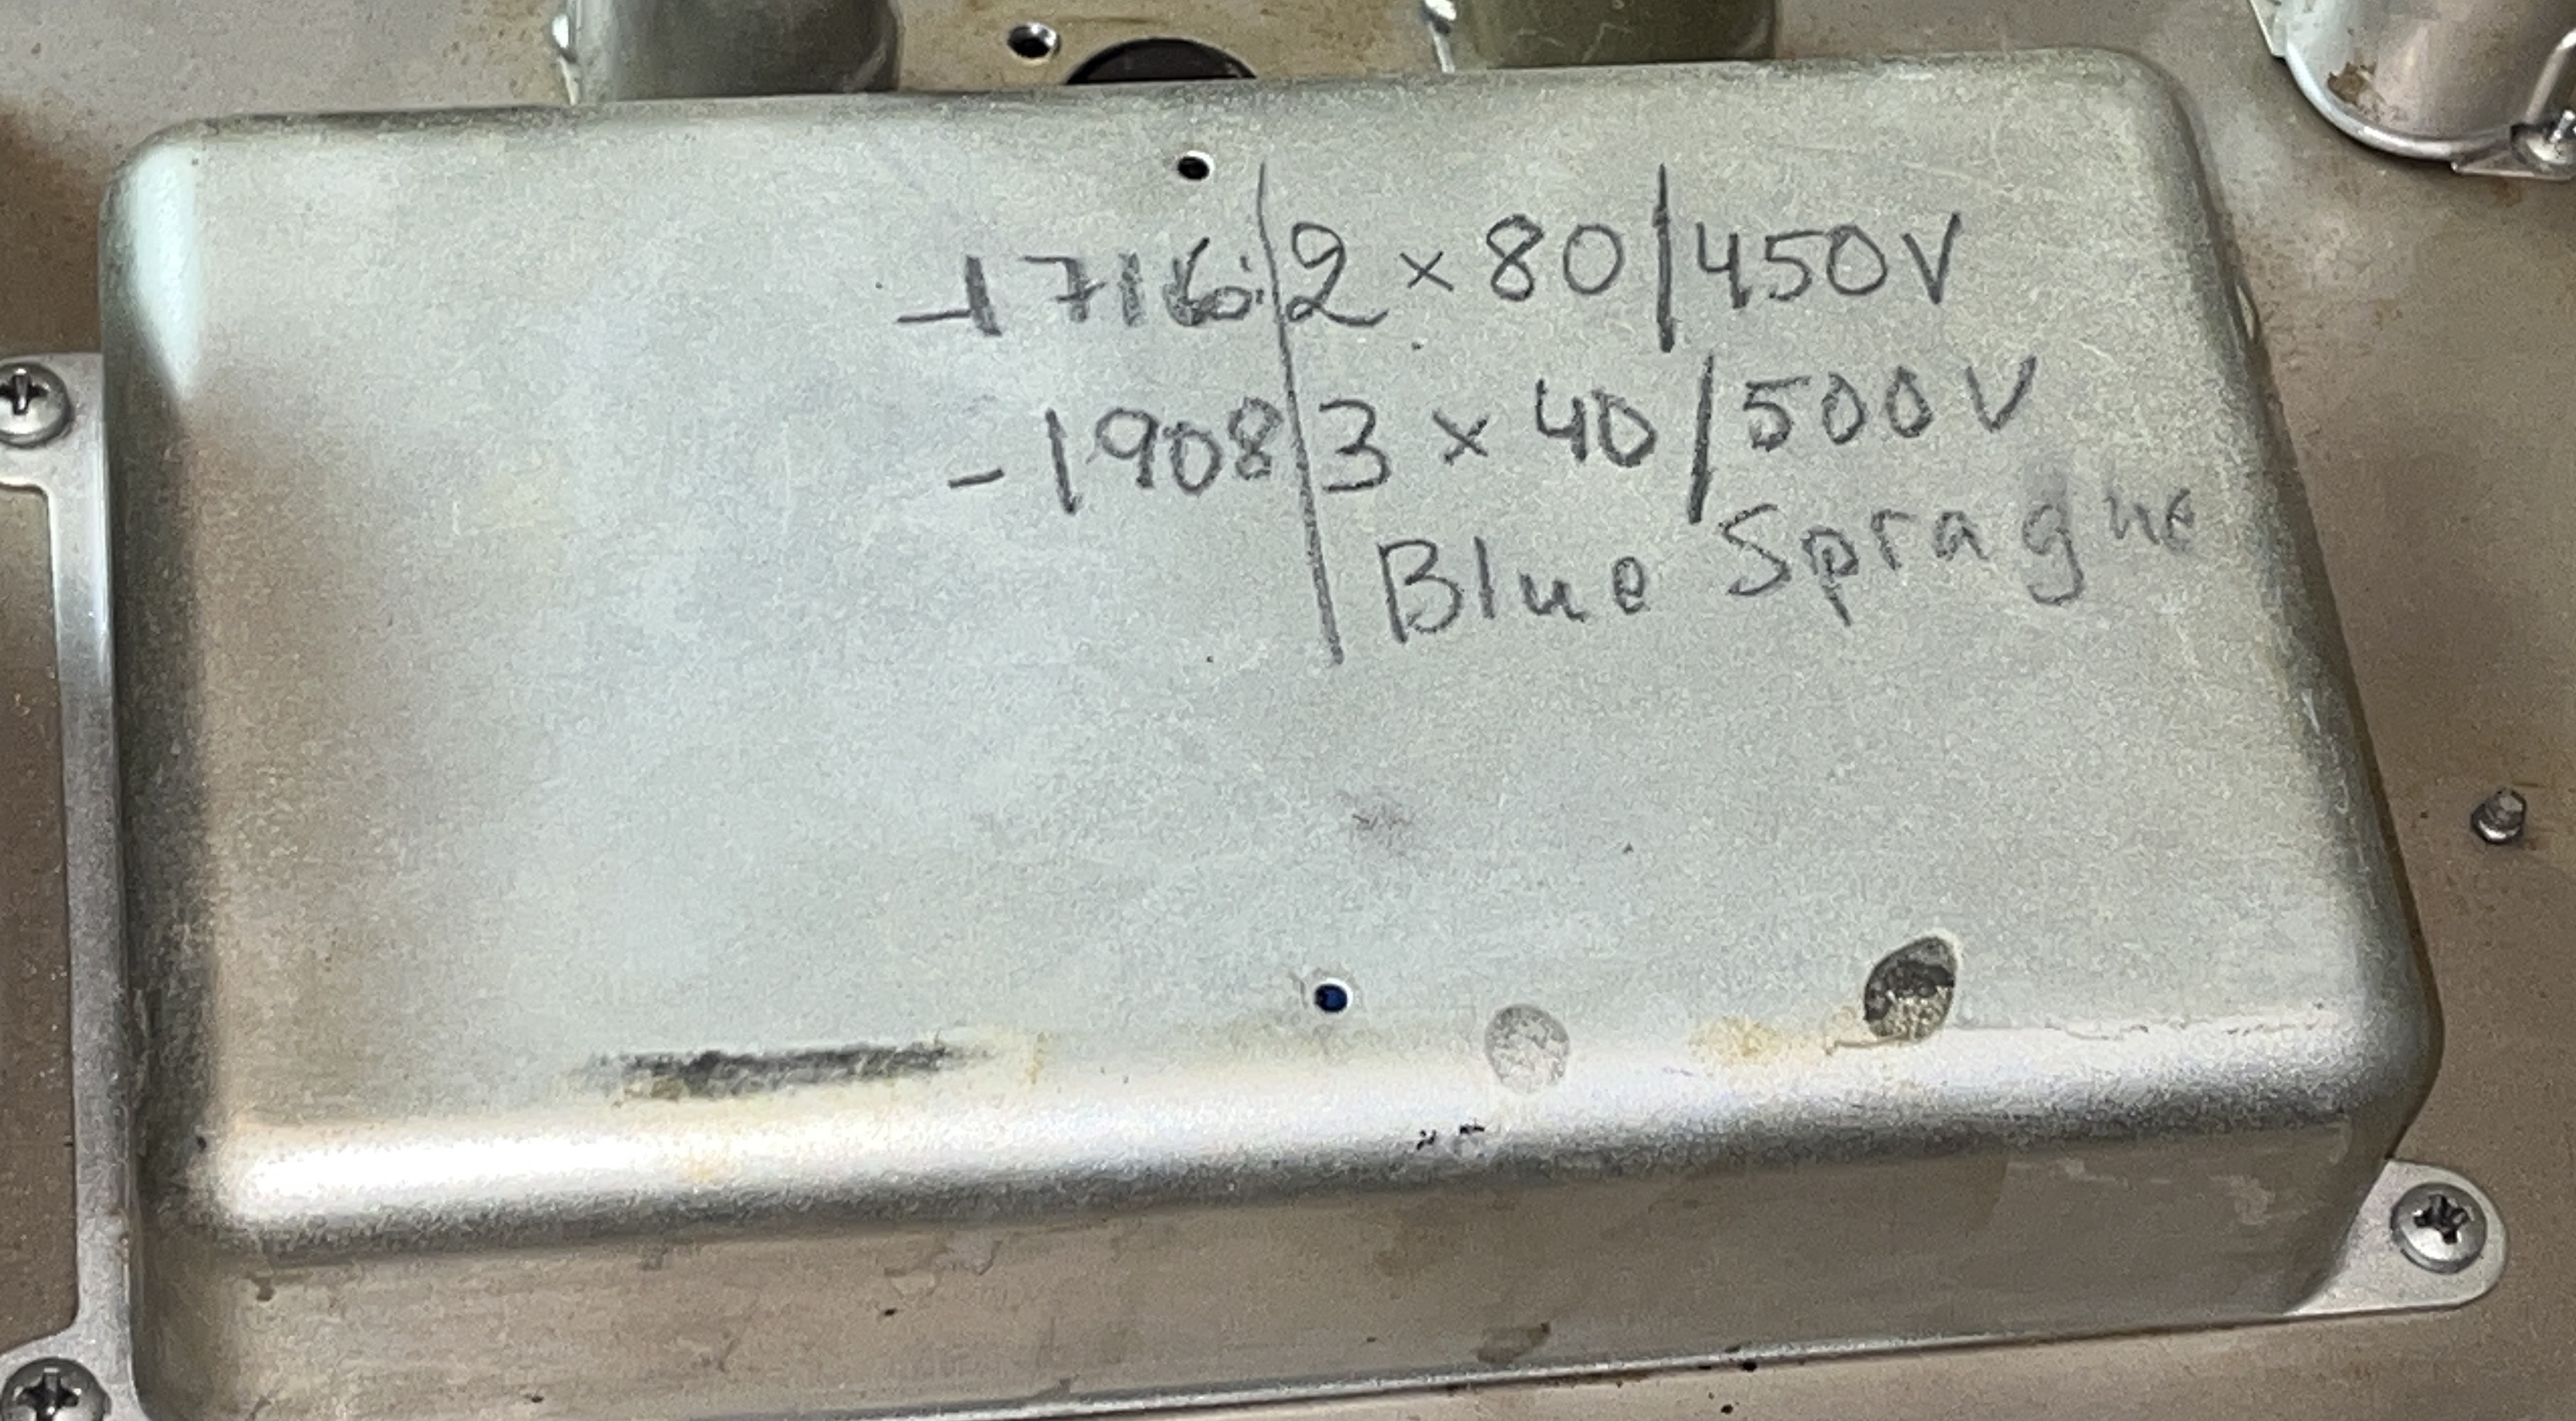 -1716: | 2 x 80 | 450V
- 1908 | 3 x 40 / 500V
Blue Sprague